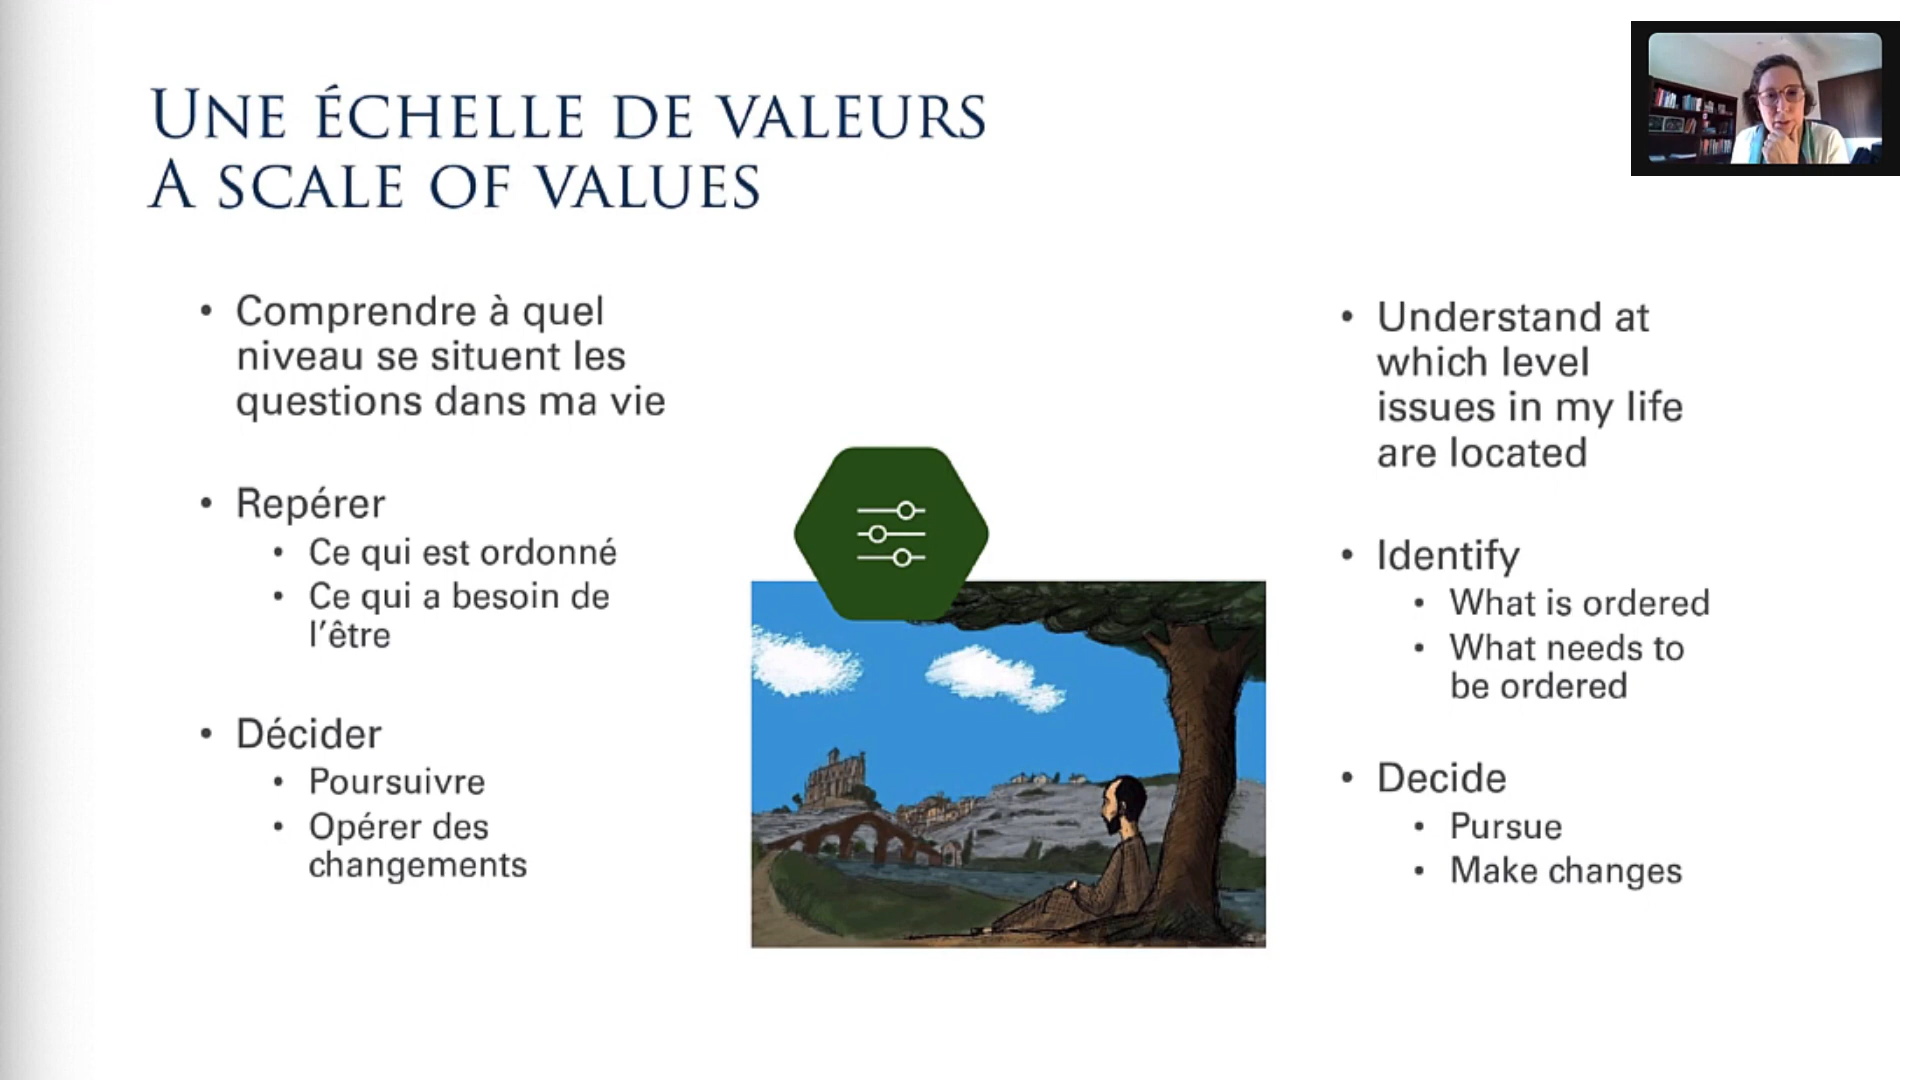 Une échelle de valeurs
A scale of values
• Comprendre à quel
niveau se situent les
questions dans ma vie
• Repérer
• Ce qui est ordonné
• Ce qui a besoin de
l’être
• Décider
• Poursuivre
• Opérer des
changements
• Understand at
which level
issues in my life
are located
• Identify
• What is ordered
• What needs to
be ordered
• Decide
• Pursue
• Make changes